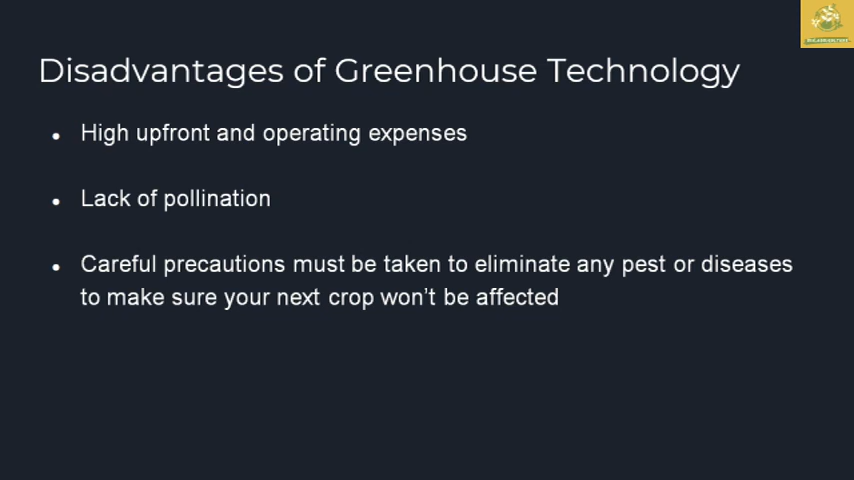 Disadvantages of Greenhouse Technology
• High upfront and operating expenses
• Lack of pollination
• Careful precautions must be taken to eliminate any pest or diseases
to make sure your next crop won't be affected